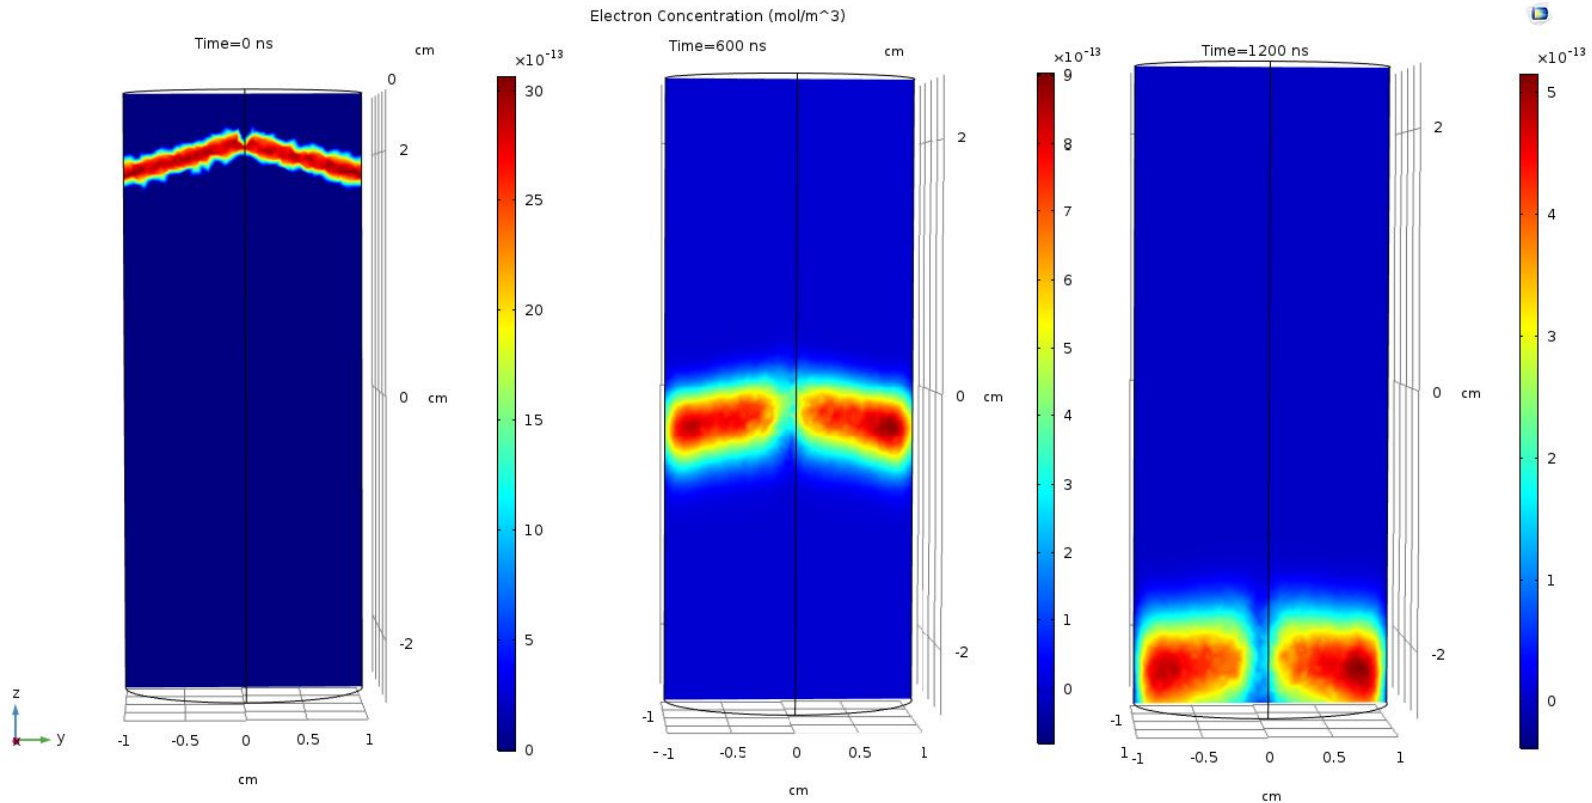 Electron Concentration (mol/m^3)
Time=0 ns
cm
×10⁻¹³
0
2
0 cm
-2
30
25
20
15
10
5
0
z
y
-1 -0.5 0 0.5 1
cm
Time=600 ns
cm
×10⁻¹³
2
0 cm
-2
9
8
7
6
5
4
3
2
1
0
-1
-1 -0.5 0 0.5 1
cm
Time=1200 ns
×10⁻¹³
2
0 cm
-2
5
4
3
2
1
0
-1
1 -1 -0.5 0 0.5 1
cm